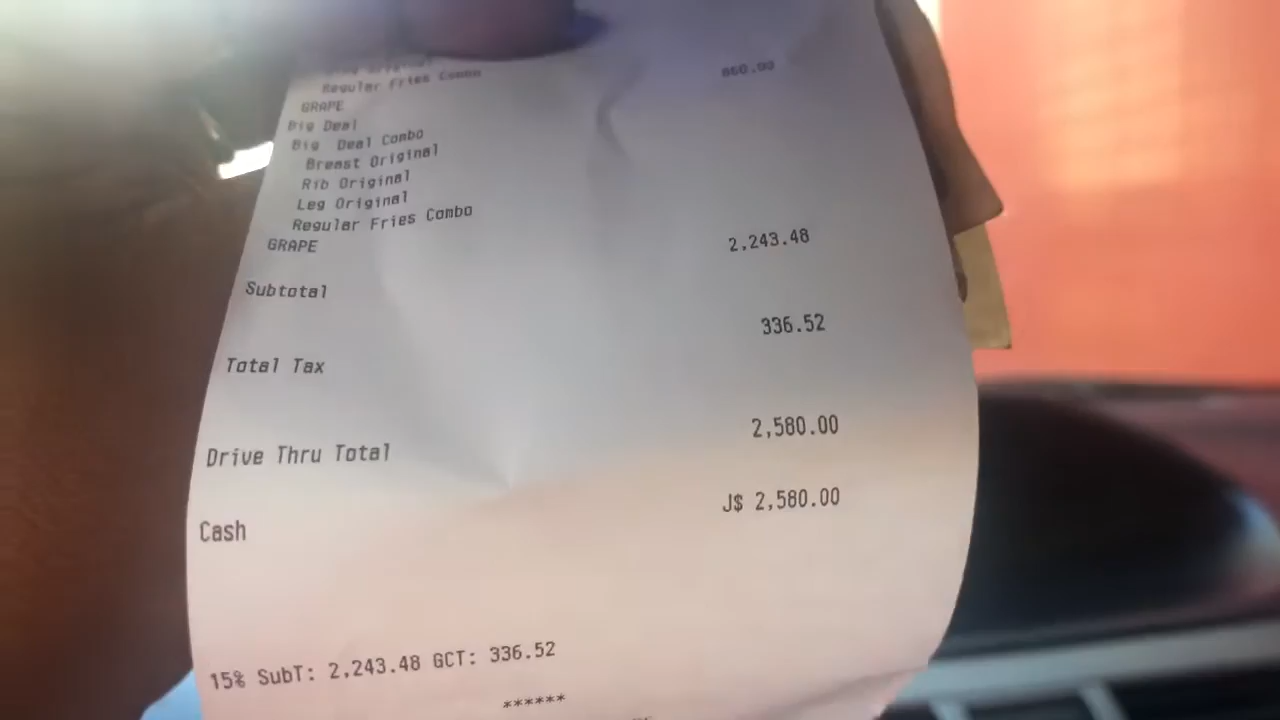 Regular Fries Combo
GRAPE
Big Deal 860.00
Big Deal Combo
Breast Original
Rib Original
Leg Original
Regular Fries Combo
GRAPE
Subtotal 2,243.48
Total Tax 336.52
Drive Thru Total 2,580.00
Cash J$ 2,580.00
15% SubT: 2,243.48 GCT: 336.52
******